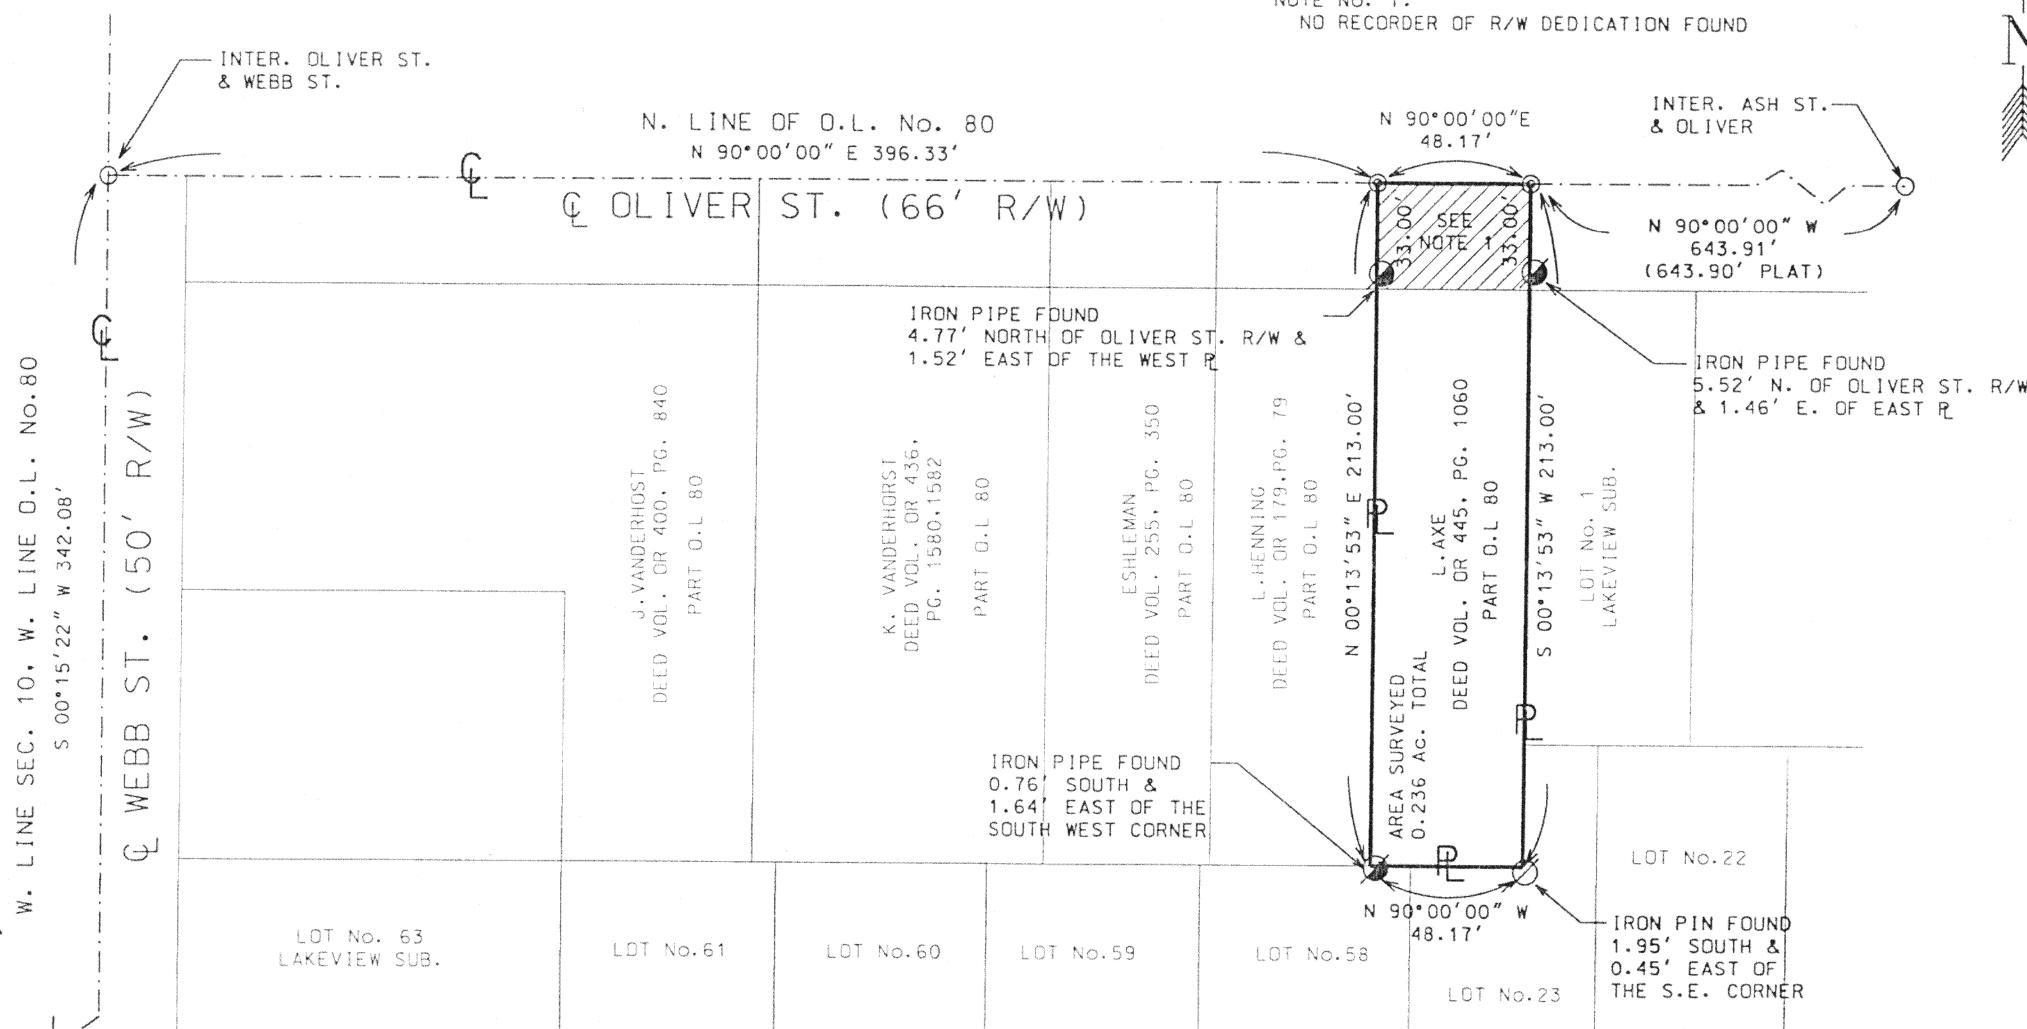 NOTE NO. 1.
NO RECORDER OF R/W DEDICATION FOUND
N
INTER. OLIVER ST.
& WEBB ST.
N. LINE OF O.L. No. 80
N 90°00'00" E 396.33'
N 90°00'00"E
48.17'
INTER. ASH ST.
& OLIVER
℄ OLIVER ST. (66' R/W)
℄
33.00'
SEE
NOTE 1
33.00'
N 90°00'00" W
643.91'
(643.90' PLAT)
IRON PIPE FOUND
4.77' NORTH OF OLIVER ST. R/W &
1.52' EAST OF THE WEST PL
IRON PIPE FOUND
5.52' N. OF OLIVER ST. R/W
& 1.46' E. OF EAST PL
W. LINE SEC. 10, W. LINE O.L. No.80
S 00°15'22" W 342.08'
℄
℄ WEBB ST. (50' R/W)
J.VANDERHOST
DEED VOL. OR 400, PG. 840
PART O.L 80
K. VANDERHORST
DEED VOL. OR 436,
PG. 1580,1582
PART O.L 80
ESHLEMAN
DEED VOL. 255, PG. 350
PART O.L 80
L.HENNING
DEED VOL. OR 179,PG. 79
PART O.L 80
N 00°13'53" E 213.00'
PL
AREA SURVEYED
0.236 Ac. TOTAL
L.AXE
DEED VOL. OR 445, PG. 1060
PART O.L 80
S 00°13'53" W 213.00'
PL
LOT No. 1
LAKEVIEW SUB.
IRON PIPE FOUND
0.76' SOUTH &
1.64' EAST OF THE
SOUTH WEST CORNER
PL
N 90°00'00" W
48.17'
LOT No.22
IRON PIN FOUND
1.95' SOUTH &
0.45' EAST OF
THE S.E. CORNER
LOT No. 63
LAKEVIEW SUB.
LOT No.61
LOT No.60
LOT No.59
LOT No.58
LOT No.23